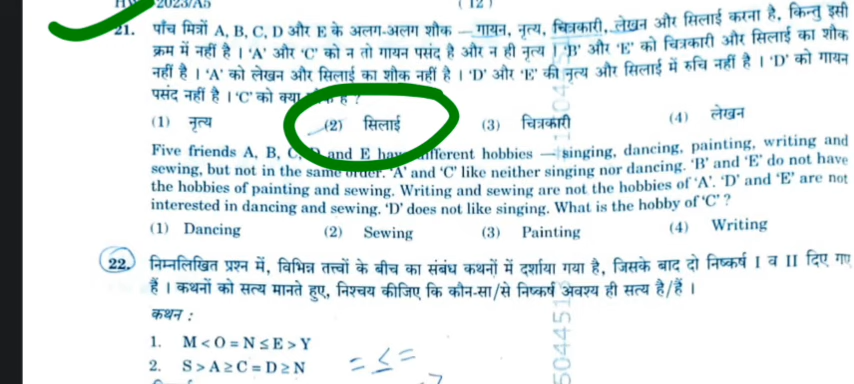 2023/A5
(12)
21. पाँच मित्रों A, B, C, D और E के अलग-अलग शौक — गायन, नृत्य, चित्रकारी, लेखन और सिलाई करना है, किन्तु इसी
क्रम में नहीं है । 'A' और 'C' को न तो गायन पसंद है और न ही नृत्य । 'B' और 'E' को चित्रकारी और सिलाई का शौक
नहीं है । 'A' को लेखन और सिलाई का शौक नहीं है । 'D' और 'E' की नृत्य और सिलाई में रुचि नहीं है । 'D' को गायन
पसंद नहीं है । 'C' को क्या है ?
(1) नृत्य (2) सिलाई (3) चित्रकारी (4) लेखन
Five friends A, B, C, D and E have different hobbies — singing, dancing, painting, writing and
sewing, but not in the same order. 'A' and 'C' like neither singing nor dancing. 'B' and 'E' do not have
the hobbies of painting and sewing. Writing and sewing are not the hobbies of 'A'. 'D' and 'E' are not
interested in dancing and sewing. 'D' does not like singing. What is the hobby of 'C' ?
(1) Dancing (2) Sewing (3) Painting (4) Writing
22. निम्नलिखित प्रश्न में, विभिन्न तत्त्वों के बीच का संबंध कथनों में दर्शाया गया है, जिसके बाद दो निष्कर्ष I व II दिए गए
हैं । कथनों को सत्य मानते हुए, निश्चय कीजिए कि कौन-सा/से निष्कर्ष अवश्य ही सत्य है/हैं ।
कथन :
1. M < O = N ≤ E > Y
2. S > A ≥ C = D ≥ N
= ≤ =